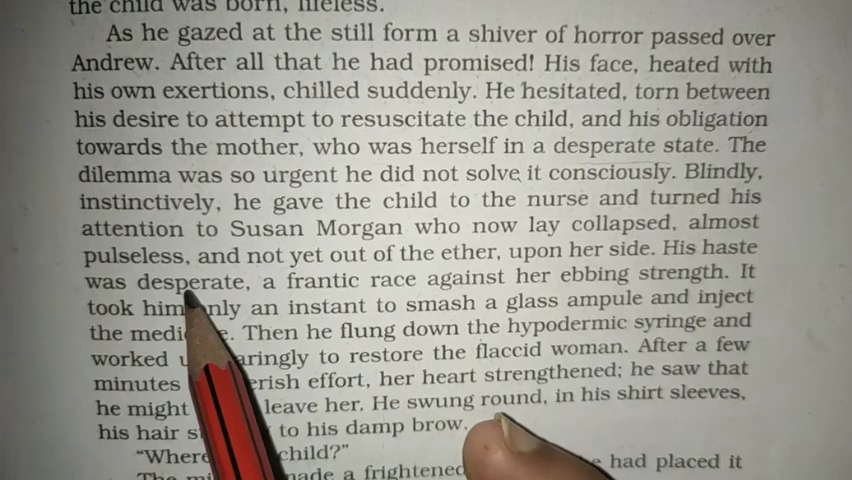 the child was born, lifeless.
As he gazed at the still form a shiver of horror passed over
Andrew. After all that he had promised! His face, heated with
his own exertions, chilled suddenly. He hesitated, torn between
his desire to attempt to resuscitate the child, and his obligation
towards the mother, who was herself in a desperate state. The
dilemma was so urgent he did not solve it consciously. Blindly,
instinctively, he gave the child to the nurse and turned his
attention to Susan Morgan who now lay collapsed, almost
pulseless, and not yet out of the ether, upon her side. His haste
was desperate, a frantic race against her ebbing strength. It
took him only an instant to smash a glass ampule and inject
the Then he flung down the hypodermic syringe and
worked to restore the flaccid woman. After a few
minutes effort, her heart strengthened; he saw that
he might leave her. He swung round, in his shirt sleeves,
his hair to his damp brow.
"Where child?"
The made a frightened had placed it